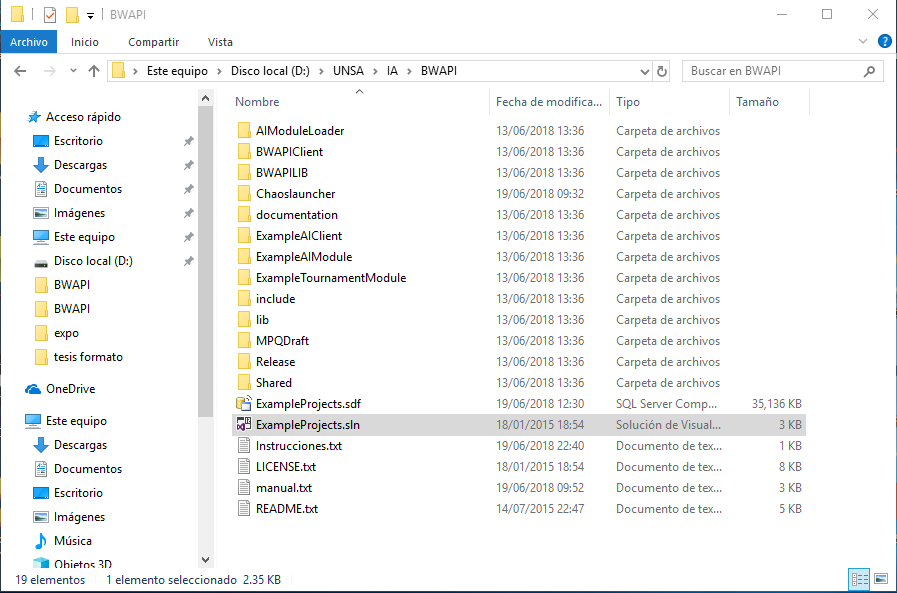 BWAPI
Archivo Inicio Compartir Vista
Este equipo Disco local (D:) UNSA IA BWAPI Buscar en BWAPI
Nombre Fecha de modifica... Tipo Tamaño
Acceso rápido
Escritorio
Descargas
Documentos
Imágenes
Este equipo
Disco local (D:)
BWAPI
BWAPI
expo
tesis formato
OneDrive
Este equipo
Descargas
Documentos
Escritorio
Imágenes
Música
Objetos 3D
AIModuleLoader 13/06/2018 13:36 Carpeta de archivos
BWAPIClient 13/06/2018 13:36 Carpeta de archivos
BWAPILIB 13/06/2018 13:36 Carpeta de archivos
Chaoslauncher 19/06/2018 09:32 Carpeta de archivos
documentation 13/06/2018 13:36 Carpeta de archivos
ExampleAIClient 13/06/2018 13:36 Carpeta de archivos
ExampleAIModule 13/06/2018 13:36 Carpeta de archivos
ExampleTournamentModule 13/06/2018 13:36 Carpeta de archivos
include 13/06/2018 13:36 Carpeta de archivos
lib 13/06/2018 13:36 Carpeta de archivos
MPQDraft 13/06/2018 13:36 Carpeta de archivos
Release 13/06/2018 13:36 Carpeta de archivos
Shared 13/06/2018 13:36 Carpeta de archivos
ExampleProjects.sdf 19/06/2018 12:30 SQL Server Comp... 35,136 KB
ExampleProjects.sln 18/01/2015 18:54 Solución de Visual... 3 KB
Instrucciones.txt 19/06/2018 22:40 Documento de tex... 1 KB
LICENSE.txt 18/01/2015 18:54 Documento de tex... 8 KB
manual.txt 19/06/2018 09:52 Documento de tex... 3 KB
README.txt 14/07/2015 22:47 Documento de tex... 5 KB
19 elementos 1 elemento seleccionado 2.35 KB